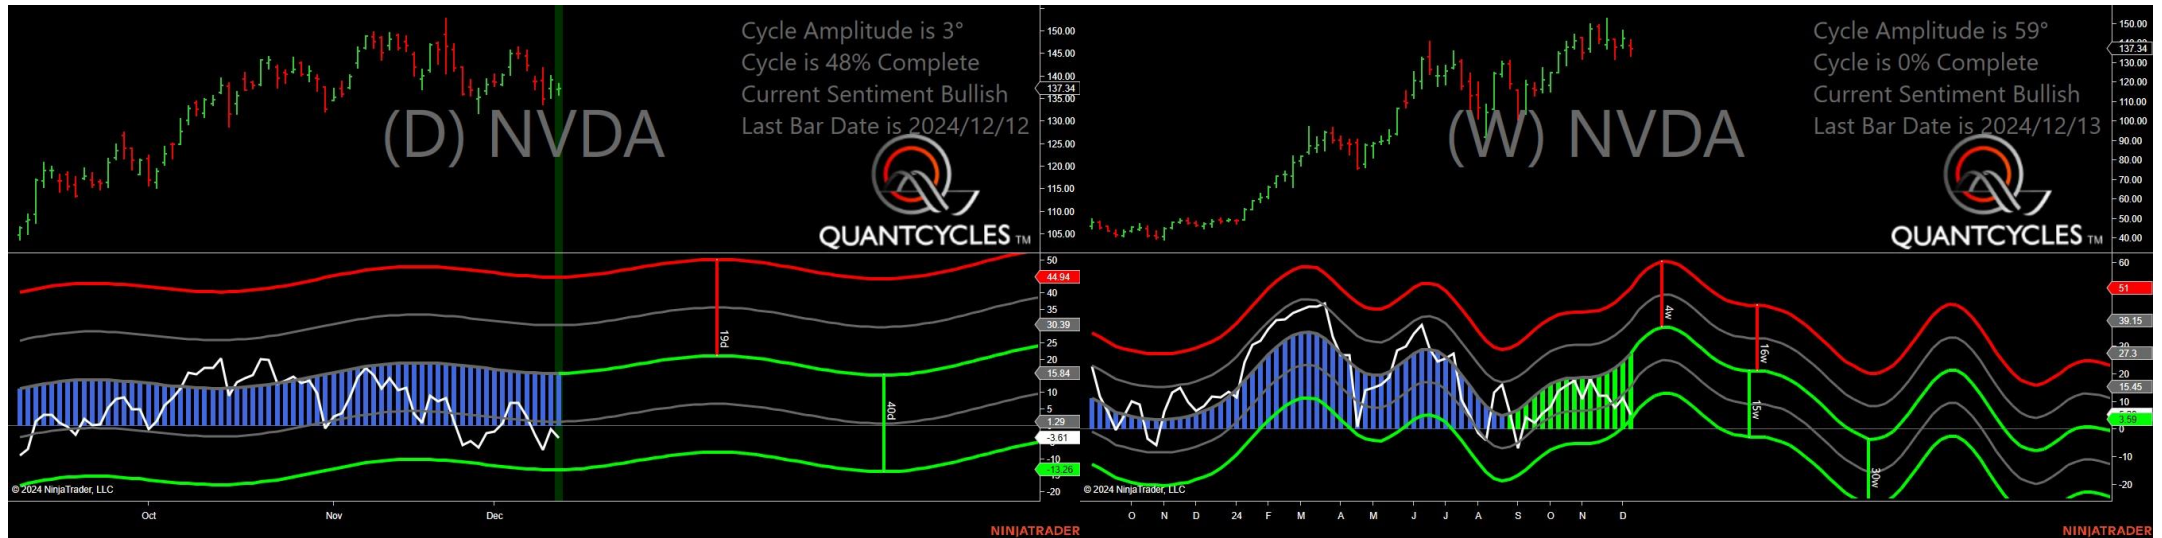 Cycle Amplitude is 3°
Cycle is 48% Complete
Current Sentiment Bullish
Last Bar Date is 2024/12/12
(D) NVDA
QUANTCYCLES TM
150.00
145.00
140.00
137.34
135.00
130.00
125.00
120.00
115.00
110.00
105.00
50
44.94
40
35
30.39
25
20
15.84
10
5
1.29
-3.61
-10
-13.26
-20
19d
40d
© 2024 NinjaTrader, LLC
Oct Nov Dec
NINJATRADER
Cycle Amplitude is 59°
Cycle is 0% Complete
Current Sentiment Bullish
Last Bar Date is 2024/12/13
(W) NVDA
QUANTCYCLES TM
150.00
137.34
130.00
120.00
110.00
100.00
90.00
80.00
70.00
60.00
50.00
40.00
60
51
39.15
27.3
20
15.45
10
3.59
0
-10
-20
4w
16w
15w
30w
© 2024 NinjaTrader, LLC
O N D 24 F M A M J J A S O N D
NINJATRADER